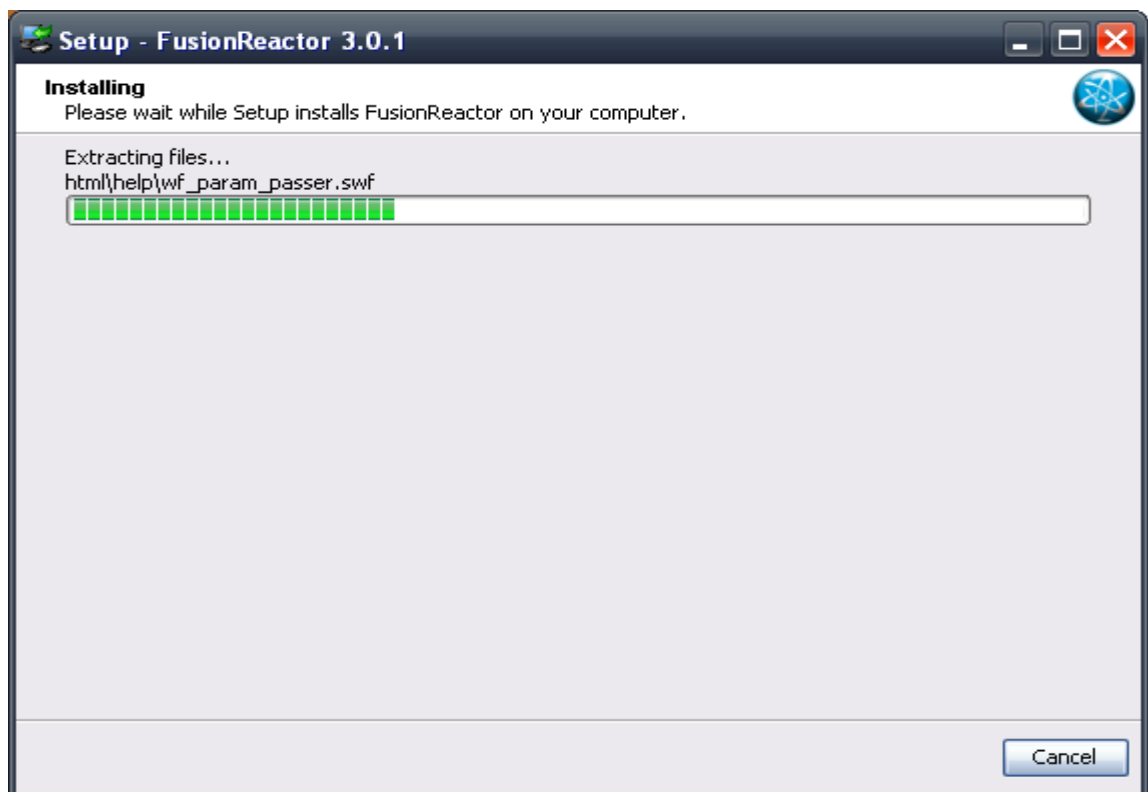 Setup - FusionReactor 3.0.1
Installing
Please wait while Setup installs FusionReactor on your computer.
Extracting files...
html\help\wf_param_passer.swf
Cancel